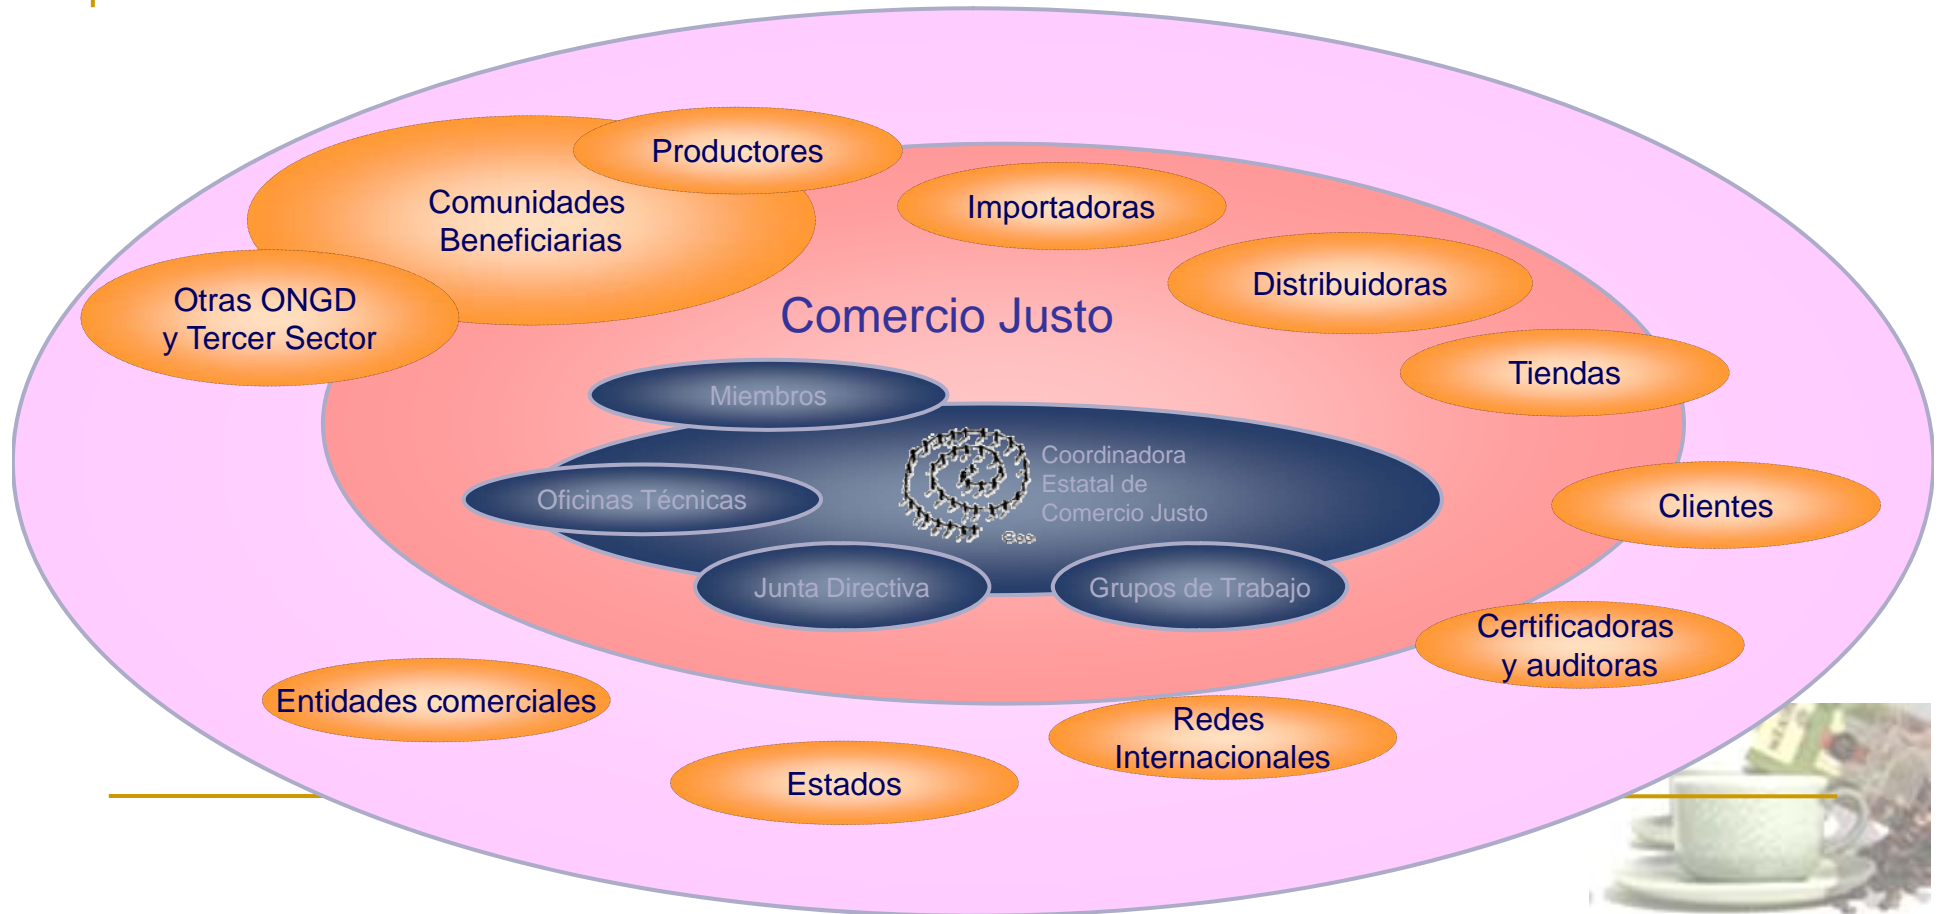 Productores
Comunidades
Beneficiarias
Importadoras
Otras ONGD
y Tercer Sector
Distribuidoras
Comercio Justo
Tiendas
Miembros
Coordinadora
Estatal de
Comercio Justo
Oficinas Técnicas
Clientes
Junta Directiva
Grupos de Trabajo
Certificadoras
y auditoras
Entidades comerciales
Redes
Internacionales
Estados